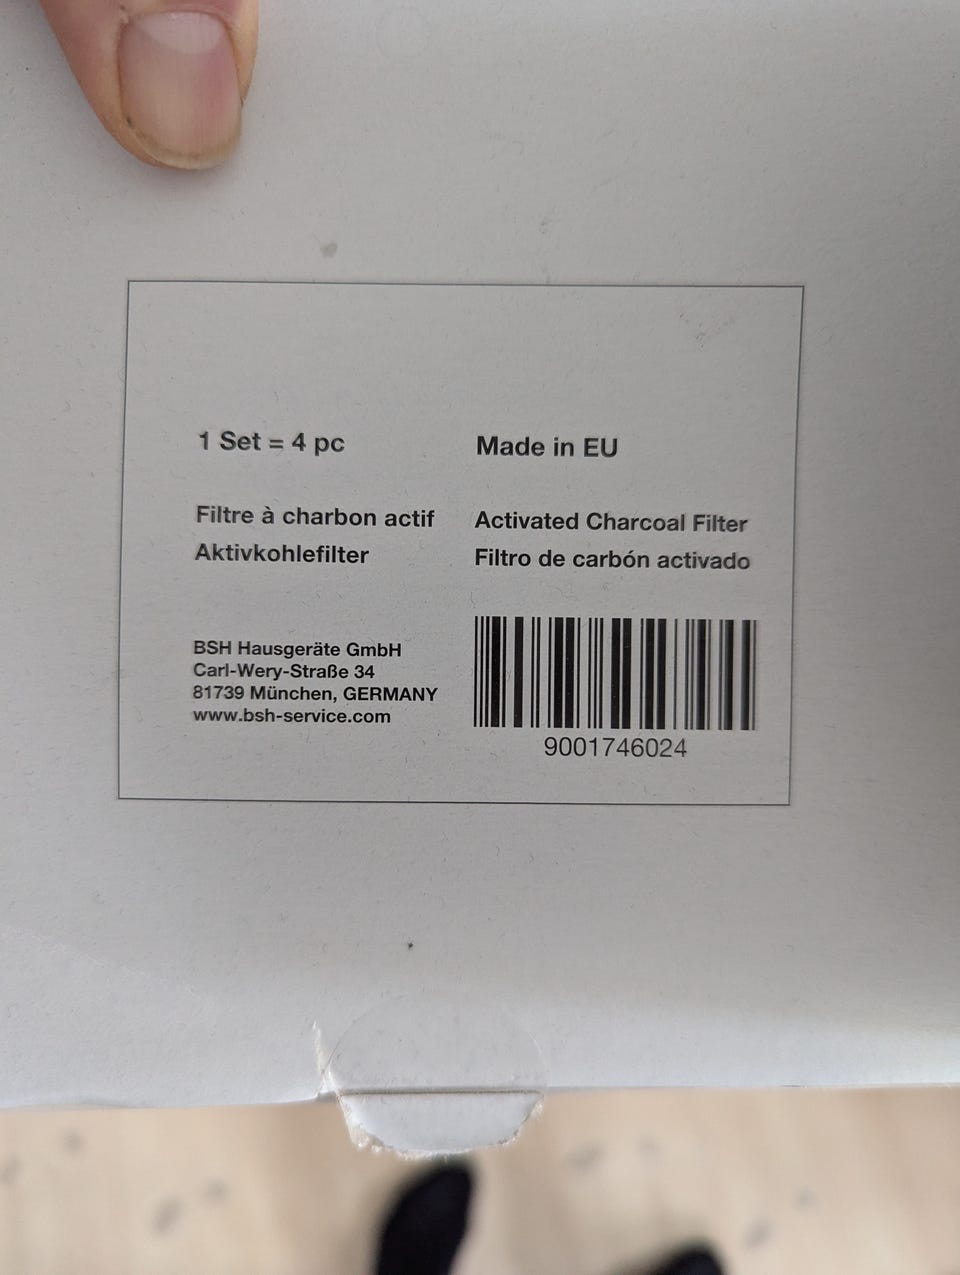 1 Set = 4 pc
Made in EU
Filtre à charbon actif
Aktivkohlefilter
Activated Charcoal Filter
Filtro de carbón activado
BSH Hausgeräte GmbH
Carl-Wery-Straße 34
81739 München, GERMANY
www.bsh-service.com
9001746024